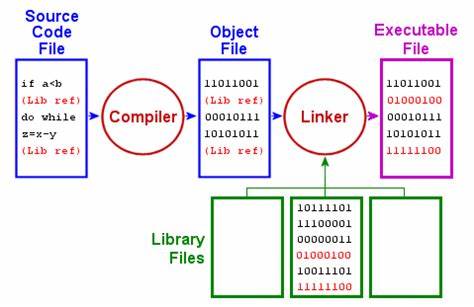 Source
Code
File
if a<b
(Lib ref)
do while
z=x-y
(Lib ref)
Compiler
Object
File
11011001
(Lib ref)
00010111
10101011
(Lib ref)
Linker
Executable
File
11011001
01000100
00010111
10101011
11111100
Library
Files
10111101
11100001
00000011
01000100
10011101
11111100